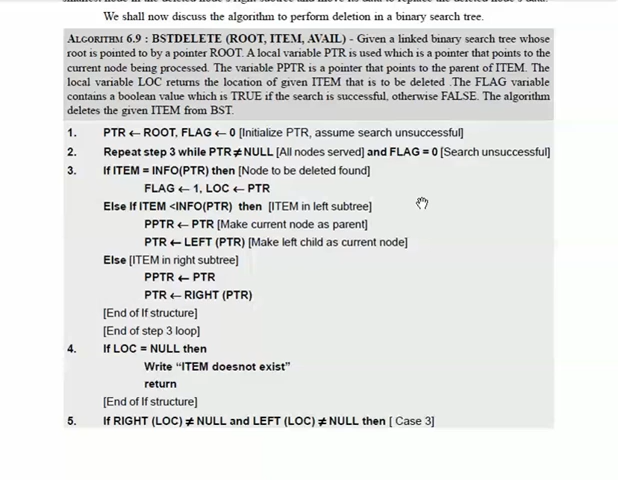 We shall now discuss the algorithm to perform deletion in a binary search tree.
ALGORITHM 6.9 : BSTDELETE (ROOT, ITEM, AVAIL) - Given a linked binary search tree whose
root is pointed to by a pointer ROOT. A local variable PTR is used which is a pointer that points to the
current node being processed. The variable PPTR is a pointer that points to the parent of ITEM. The
local variable LOC returns the location of given ITEM that is to be deleted .The FLAG variable
contains a boolean value which is TRUE if the search is successful, otherwise FALSE. The algorithm
deletes the given ITEM from BST.
1. PTR ← ROOT, FLAG ← 0 [Initialize PTR, assume search unsuccessful]
2. Repeat step 3 while PTR ≠ NULL [All nodes served] and FLAG = 0 [Search unsuccessful]
3. If ITEM = INFO(PTR) then [Node to be deleted found]
FLAG ← 1, LOC ← PTR
Else If ITEM <INFO(PTR) then [ITEM in left subtree]
PPTR ← PTR [Make current node as parent]
PTR ← LEFT (PTR) [Make left child as current node]
Else [ITEM in right subtree]
PPTR ← PTR
PTR ← RIGHT (PTR)
[End of If structure]
[End of step 3 loop]
4. If LOC = NULL then
Write “ITEM doesnot exist”
return
[End of If structure]
5. If RIGHT (LOC) ≠ NULL and LEFT (LOC) ≠ NULL then [ Case 3]